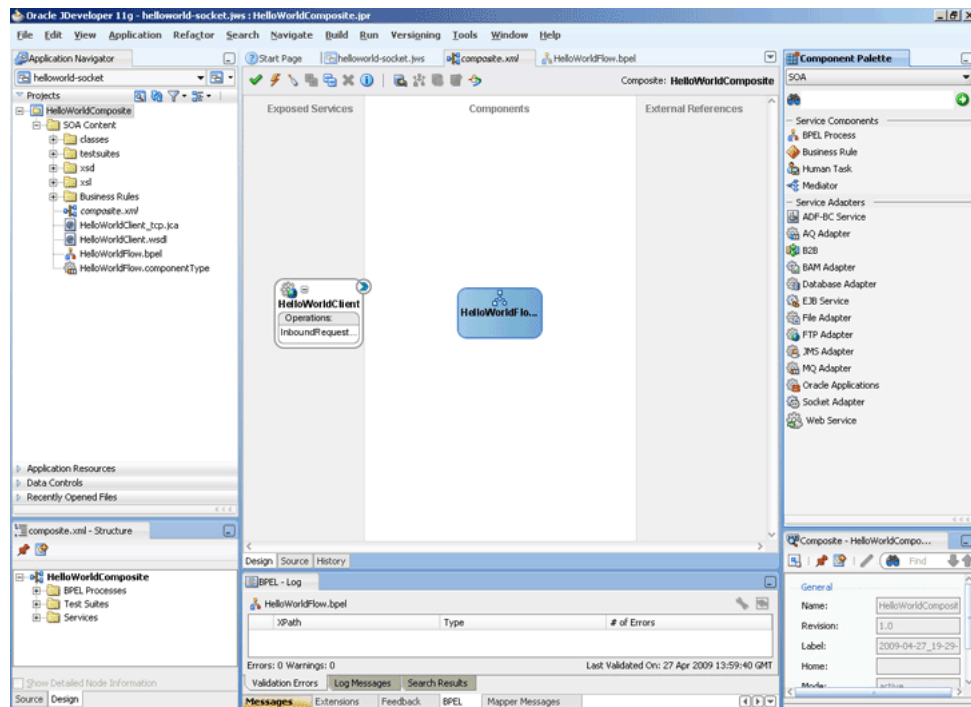 Oracle JDeveloper 11g - helloworld-socket.jws : HelloWorldComposite.jpr
File Edit View Application Refactor Search Navigate Build Run Versioning Tools Window Help
Application Navigator
helloworld-socket
Projects
HelloWorldComposite
SOA Content
classes
testsuites
xsd
xsl
Business Rules
composite.xml
HelloWorldClient_tcp.jca
HelloWorldClient.wsdl
HelloWorldFlow.bpel
HelloWorldFlow.componentType
Application Resources
Data Controls
Recently Opened Files
composite.xml - Structure
HelloWorldComposite
BPEL Processes
Test Suites
Services
Show Detailed Node Information
Source Design
Start Page helloworld-socket.jws composite.xml HelloWorldFlow.bpel
Composite: HelloWorldComposite
Exposed Services Components External References
HelloWorldClient
Operations:
InboundRequest...
HelloWorldFlo...
Design Source History
BPEL - Log
HelloWorldFlow.bpel
XPath Type # of Errors
Errors: 0 Warnings: 0 Last Validated On: 27 Apr 2009 13:59:40 GMT
Validation Errors Log Messages Search Results
Messages Extensions Feedback BPEL Mapper Messages
Component Palette
SOA
Service Components
BPEL Process
Business Rule
Human Task
Mediator
Service Adapters
ADF-BC Service
AQ Adapter
B2B
BAM Adapter
Database Adapter
EJB Service
File Adapter
FTP Adapter
JMS Adapter
MQ Adapter
Oracle Applications
Socket Adapter
Web Service
Composite - HelloWorldCompo...
Find
General
Name: HelloWorldComposit
Revision: 1.0
Label: 2009-04-27_19-29-
Home:
Mode: active